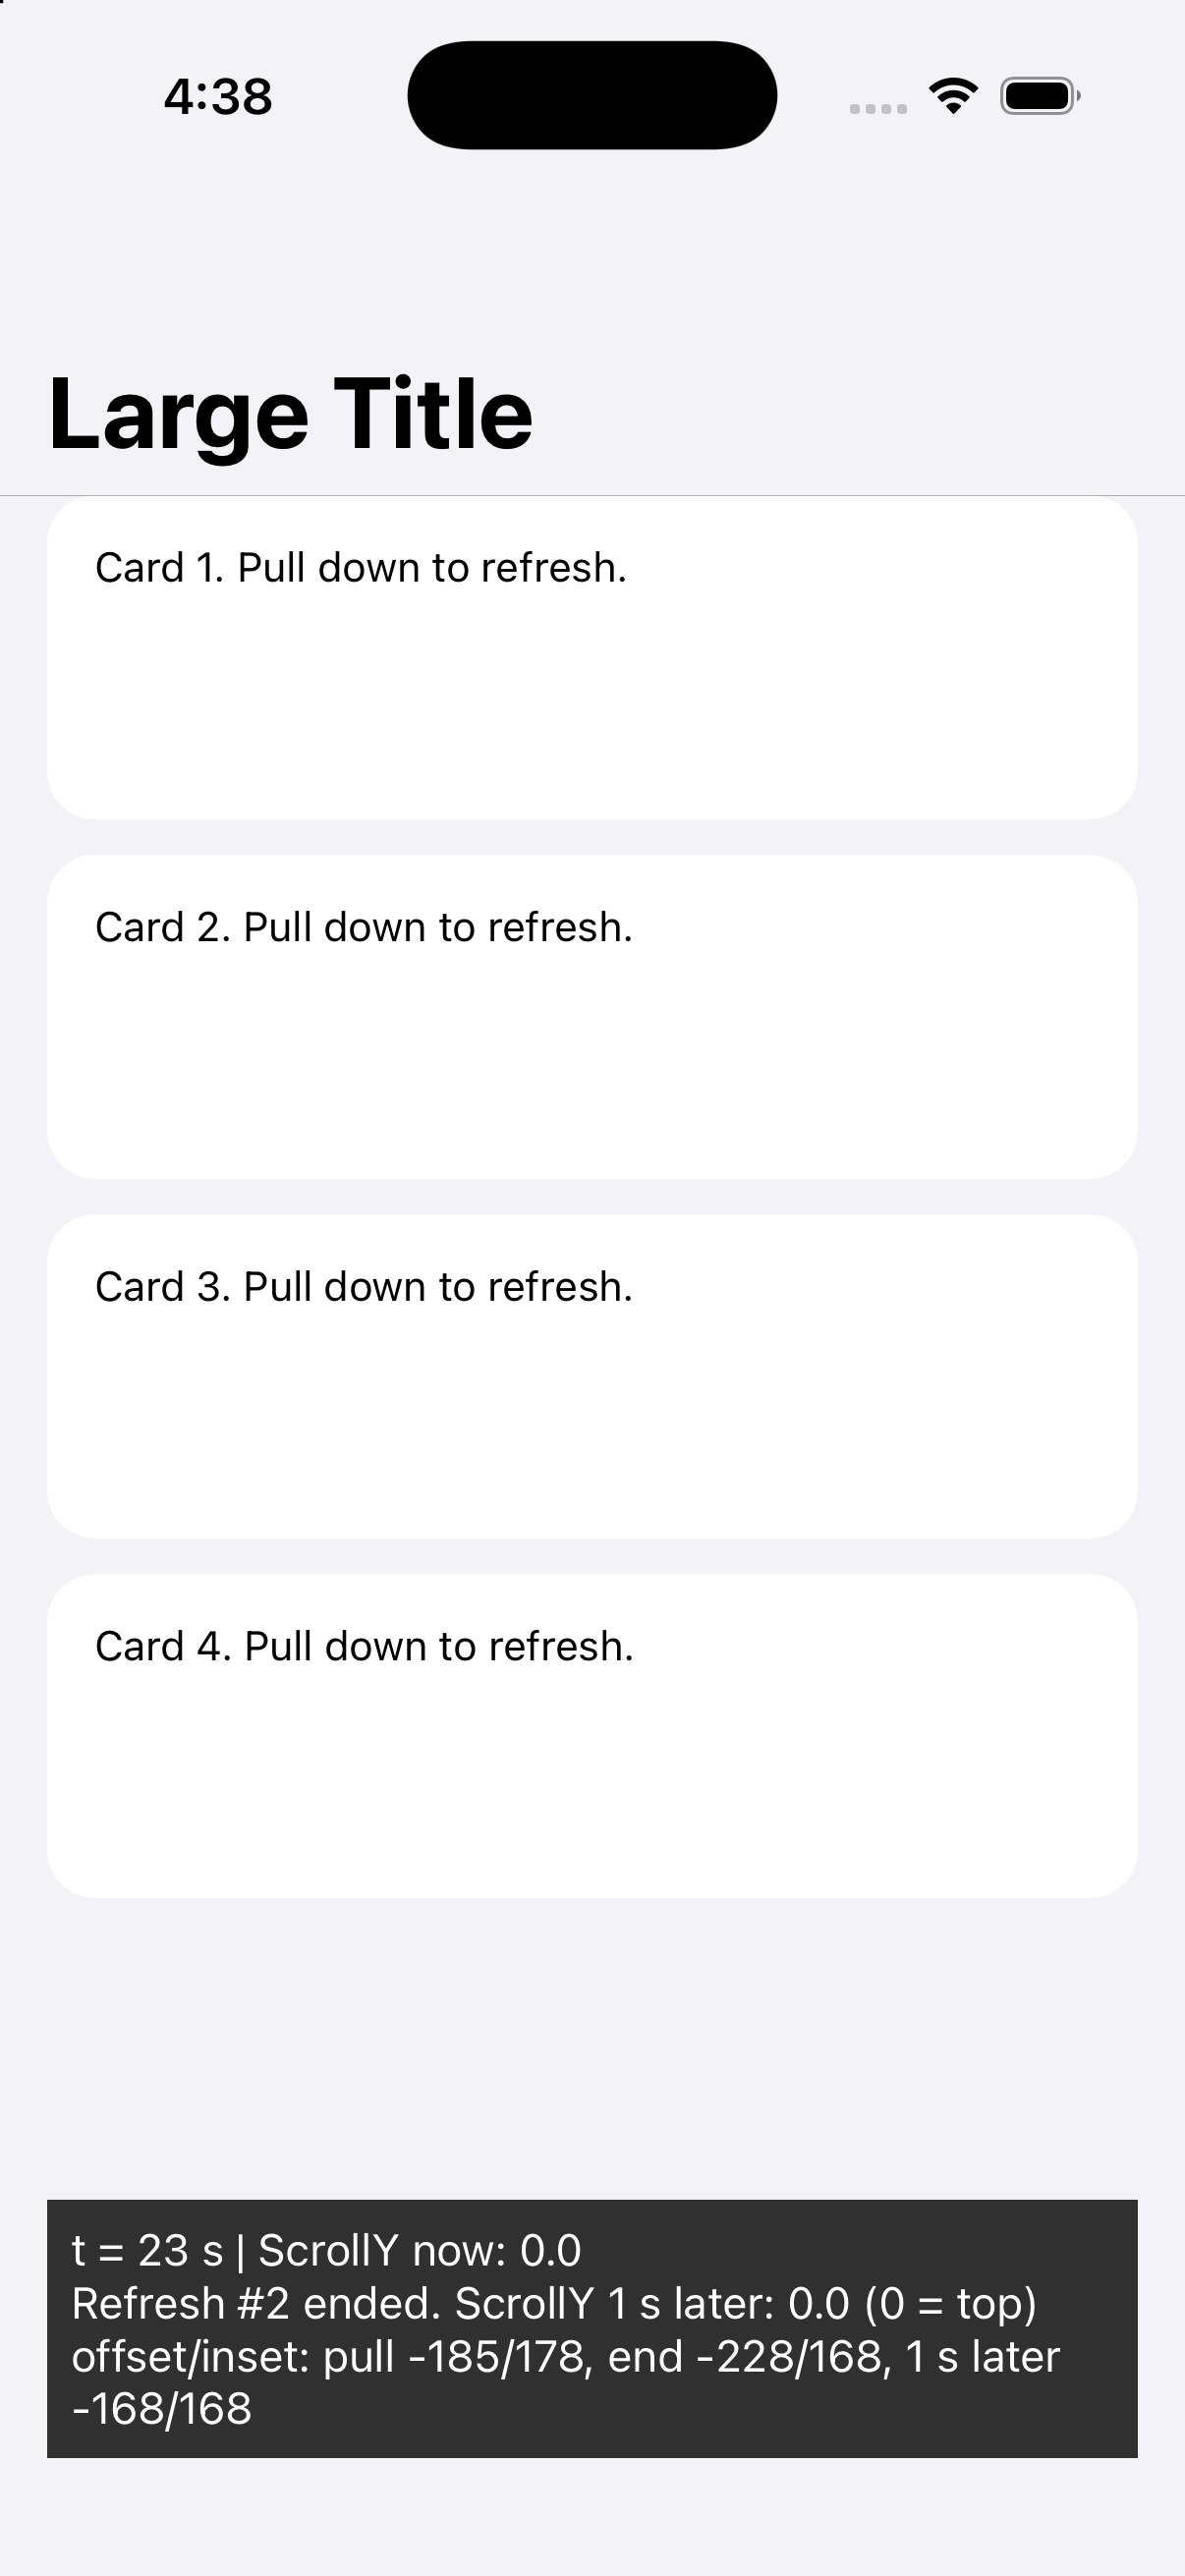 4:38
Large Title
Card 1. Pull down to refresh.
Card 2. Pull down to refresh.
Card 3. Pull down to refresh.
Card 4. Pull down to refresh.
t = 23 s | ScrollY now: 0.0
Refresh #2 ended. ScrollY 1 s later: 0.0 (0 = top)
offset/inset: pull -185/178, end -228/168, 1 s later
-168/168